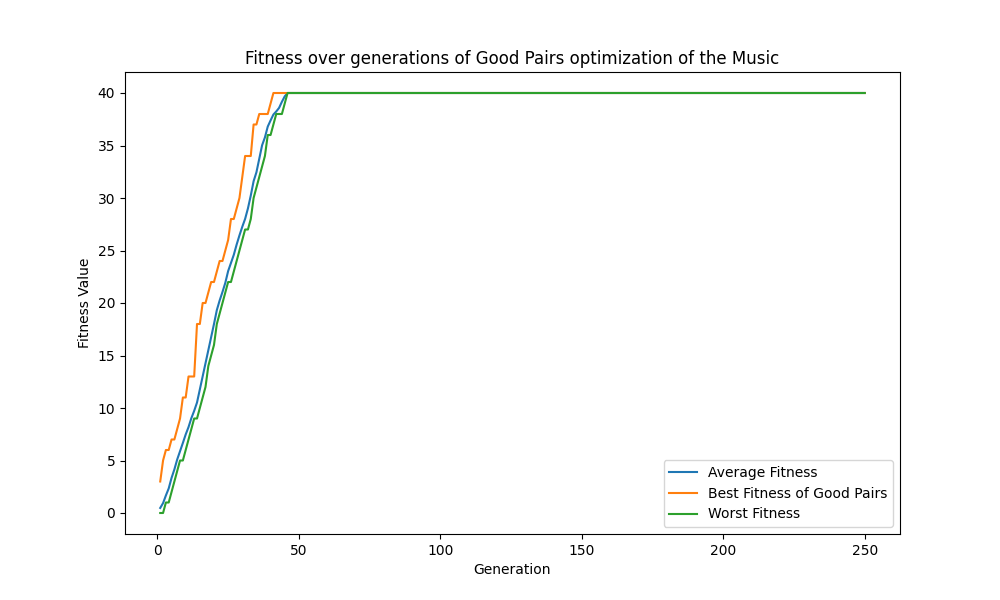 Fitness over generations of Good Pairs optimization of the Music
40
35
30
25
20
15
10
5
0
Fitness Value
0 50 100 150 200 250
Generation
Average Fitness
Best Fitness of Good Pairs
Worst Fitness